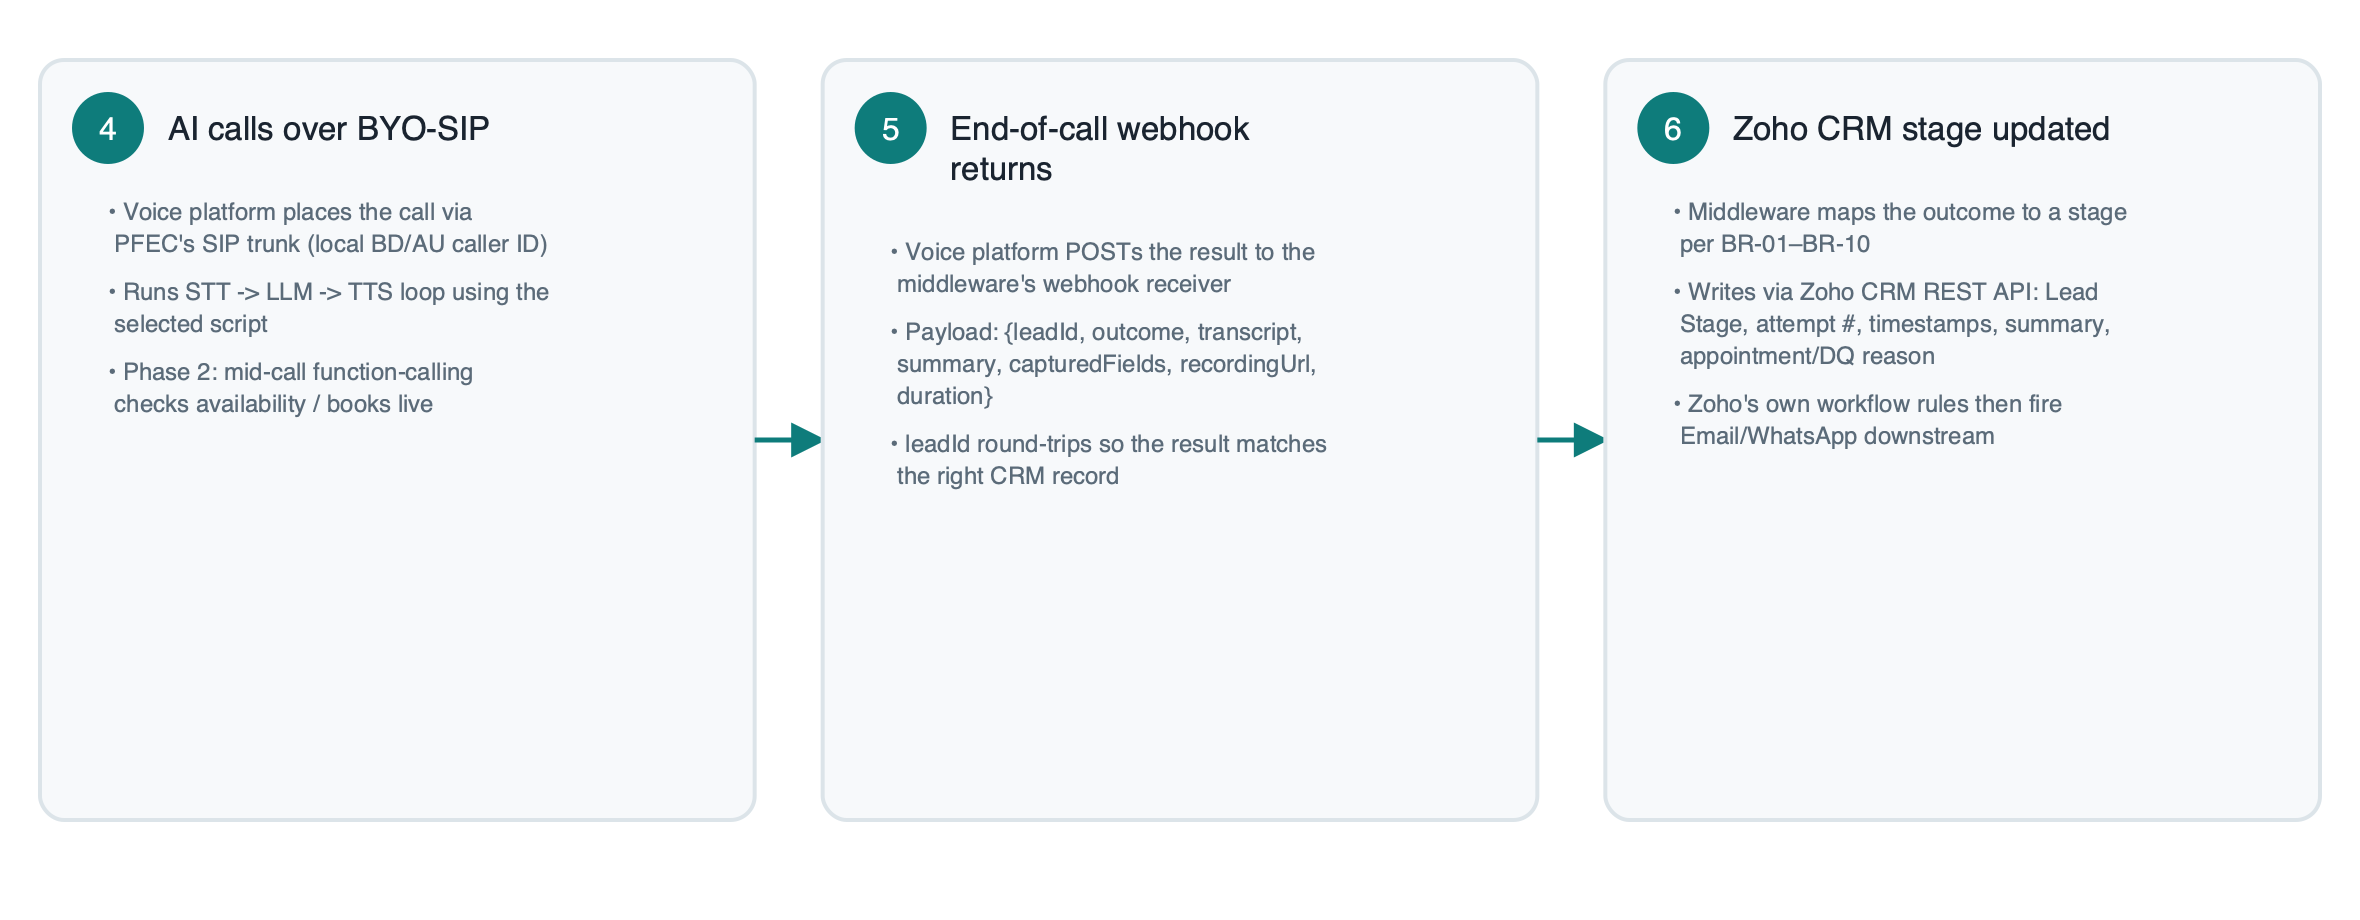 4
AI calls over BYO-SIP
• Voice platform places the call via
PFEC's SIP trunk (local BD/AU caller ID)
• Runs STT -> LLM -> TTS loop using the
selected script
• Phase 2: mid-call function-calling
checks availability / books live
5
End-of-call webhook
returns
• Voice platform POSTs the result to the
middleware's webhook receiver
• Payload: {leadId, outcome, transcript,
summary, capturedFields, recordingUrl,
duration}
• leadId round-trips so the result matches
the right CRM record
6
Zoho CRM stage updated
• Middleware maps the outcome to a stage
per BR-01–BR-10
• Writes via Zoho CRM REST API: Lead
Stage, attempt #, timestamps, summary,
appointment/DQ reason
• Zoho's own workflow rules then fire
Email/WhatsApp downstream